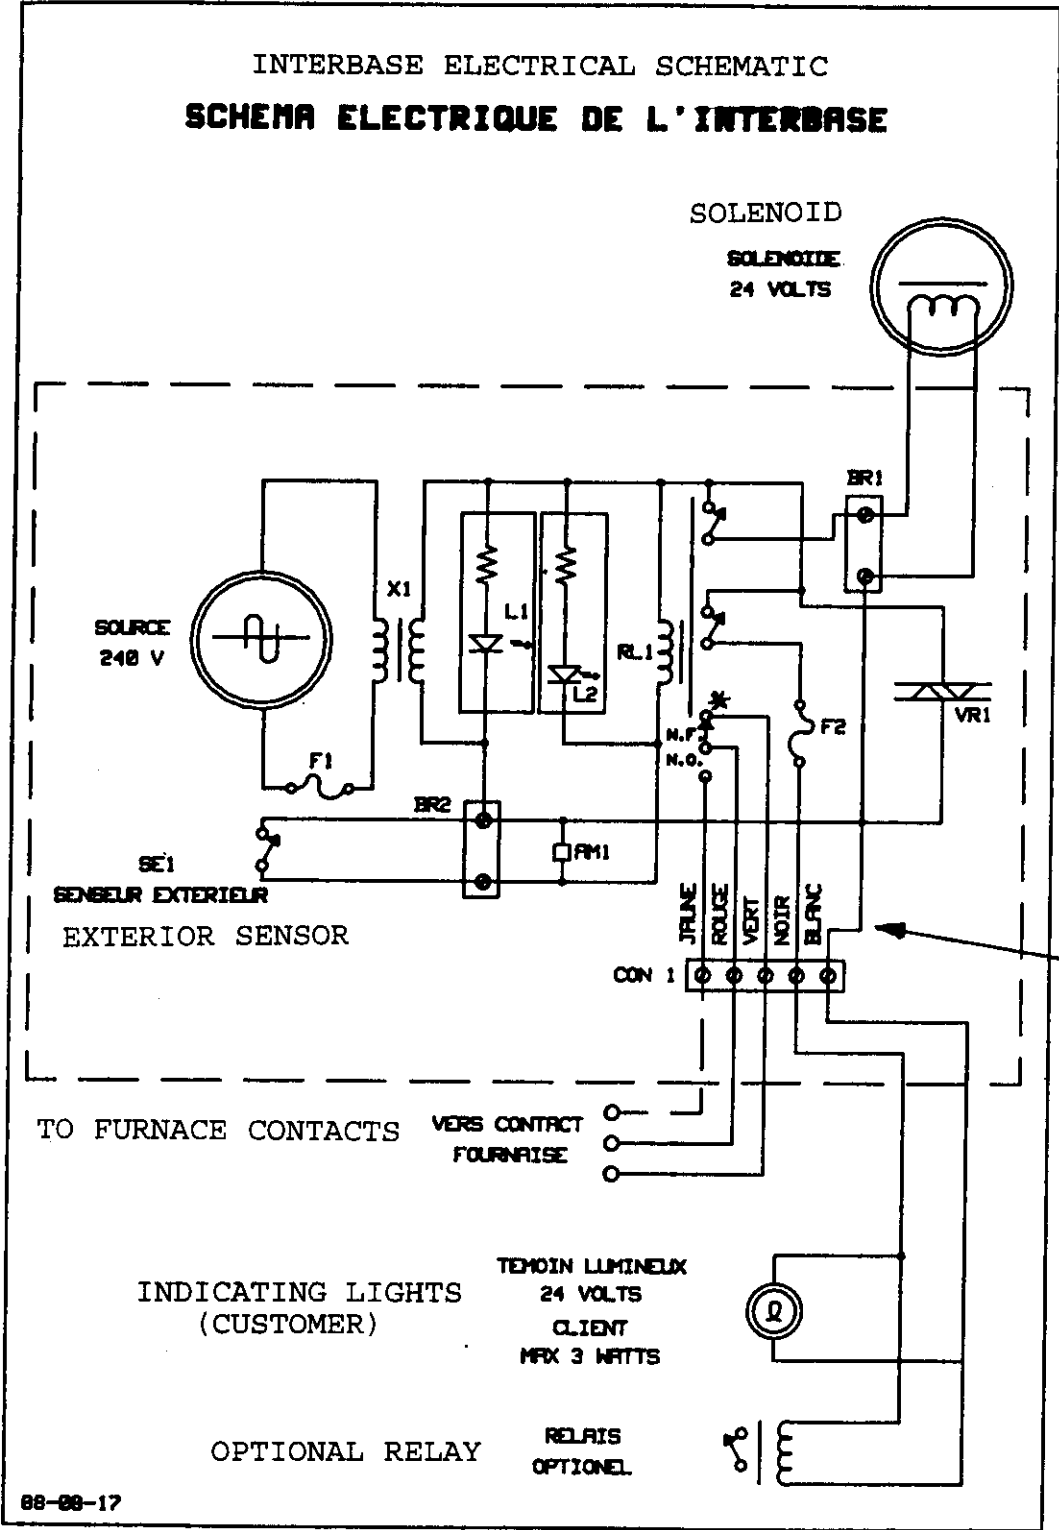 INTERBASE ELECTRICAL SCHEMATIC
SCHEMA ELECTRIQUE DE L'INTERBASE
SOLENOID
SOLENOIDE
24 VOLTS
BR1
X1
L1
SOURCE
240 V
RL1
L2
*
VR1
F2
N.F.
N.O.
F1
BR2
SE1
AM1
SENSEUR EXTERIEUR
EXTERIOR SENSOR
JAUNE
ROUGE
VERT
NOIR
BLANC
CON 1
TO FURNACE CONTACTS
VERS CONTACT
FOURNAISE
TEMOIN LUMINEUX
INDICATING LIGHTS
24 VOLTS
(CUSTOMER)
CLIENT
MAX 3 WATTS
RELAIS
OPTIONAL RELAY
OPTIONEL
88-08-17